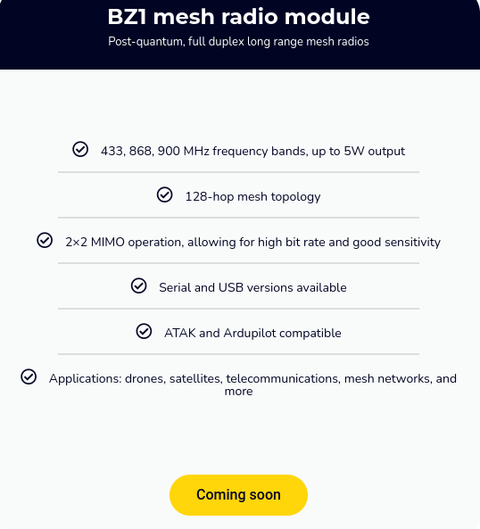 BZ1 mesh radio module
Post-quantum, full duplex long range mesh radios
433, 868, 900 MHz frequency bands, up to 5W output
128-hop mesh topology
2×2 MIMO operation, allowing for high bit rate and good sensitivity
Serial and USB versions available
ATAK and Ardupilot compatible
Applications: drones, satellites, telecommunications, mesh networks, and
more
Coming soon